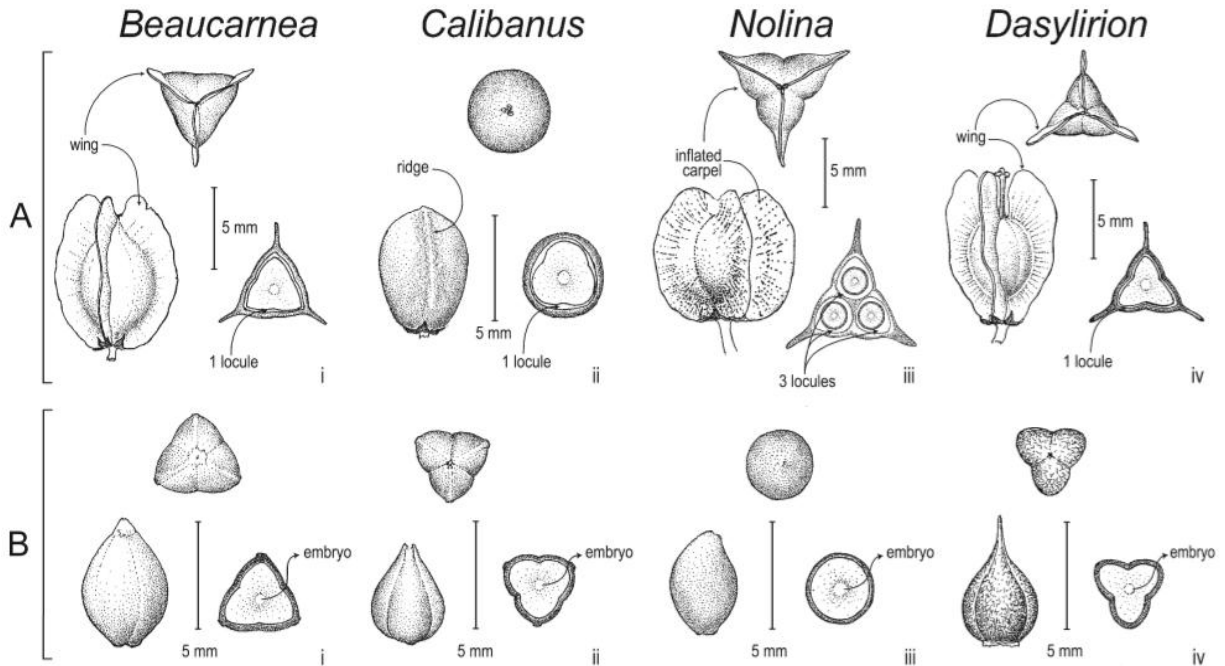 Beaucarnea Calibanus Nolina Dasylirion
A
wing
5 mm
1 locule
i
ridge
5 mm
1 locule
ii
inflated
carpel
5 mm
3 locules
iii
wing
5 mm
1 locule
iv
B
embryo
5 mm
i
embryo
5 mm
ii
embryo
5 mm
iii
embryo
5 mm
iv